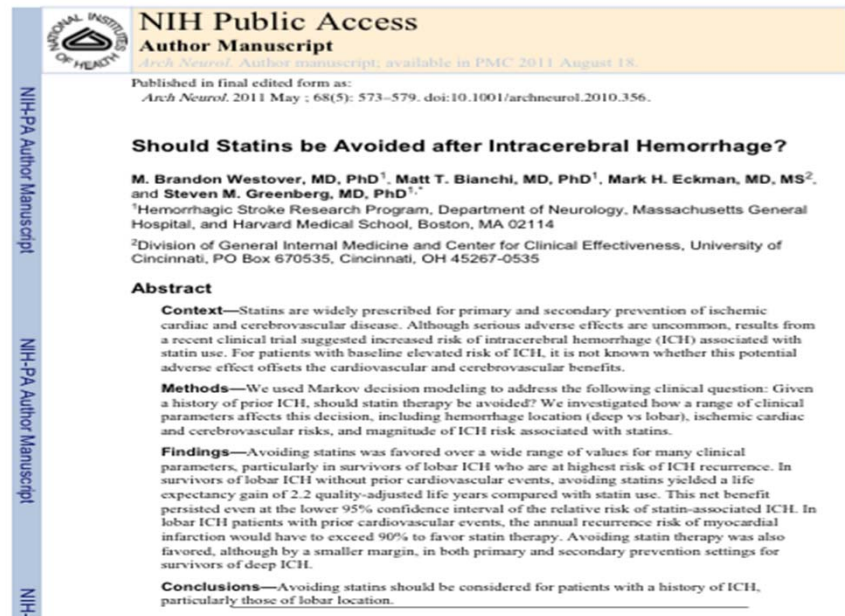 NATIONAL INSTITUTES OF HEALTH
NIH Public Access
Author Manuscript
Arch Neurol. Author manuscript; available in PMC 2011 August 18.
Published in final edited form as:
Arch Neurol. 2011 May ; 68(5): 573–579. doi:10.1001/archneurol.2010.356.
Should Statins be Avoided after Intracerebral Hemorrhage?
M. Brandon Westover, MD, PhD1, Matt T. Bianchi, MD, PhD1, Mark H. Eckman, MD, MS2,
and Steven M. Greenberg, MD, PhD1,*
1Hemorrhagic Stroke Research Program, Department of Neurology, Massachusetts General
Hospital, and Harvard Medical School, Boston, MA 02114
2Division of General Internal Medicine and Center for Clinical Effectiveness, University of
Cincinnati, PO Box 670535, Cincinnati, OH 45267-0535
Abstract
Context—Statins are widely prescribed for primary and secondary prevention of ischemic
cardiac and cerebrovascular disease. Although serious adverse effects are uncommon, results from
a recent clinical trial suggested increased risk of intracerebral hemorrhage (ICH) associated with
statin use. For patients with baseline elevated risk of ICH, it is not known whether this potential
adverse effect offsets the cardiovascular and cerebrovascular benefits.
Methods—We used Markov decision modeling to address the following clinical question: Given
a history of prior ICH, should statin therapy be avoided? We investigated how a range of clinical
parameters affects this decision, including hemorrhage location (deep vs lobar), ischemic cardiac
and cerebrovascular risks, and magnitude of ICH risk associated with statins.
Findings—Avoiding statins was favored over a wide range of values for many clinical
parameters, particularly in survivors of lobar ICH who are at highest risk of ICH recurrence. In
survivors of lobar ICH without prior cardiovascular events, avoiding statins yielded a life
expectancy gain of 2.2 quality-adjusted life years compared with statin use. This net benefit
persisted even at the lower 95% confidence interval of the relative risk of statin-associated ICH. In
lobar ICH patients with prior cardiovascular events, the annual recurrence risk of myocardial
infarction would have to exceed 90% to favor statin therapy. Avoiding statin therapy was also
favored, although by a smaller margin, in both primary and secondary prevention settings for
survivors of deep ICH.
Conclusions—Avoiding statins should be considered for patients with a history of ICH,
particularly those of lobar location.
NIH-PA Author Manuscript
NIH-PA Author Manuscript
NIH-